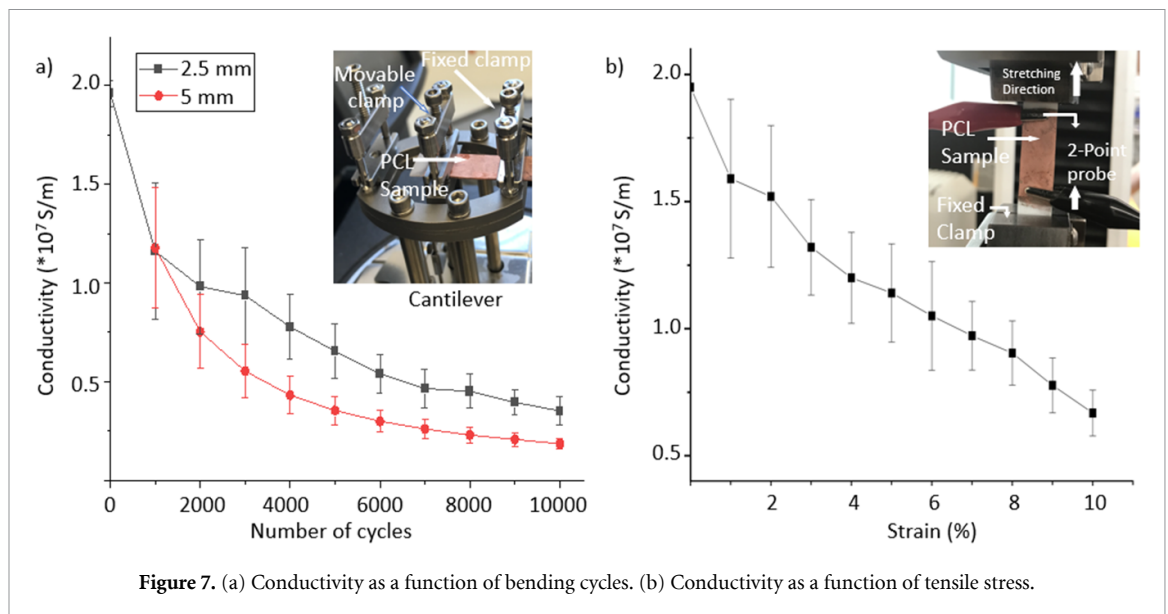 a)
2.5 mm
5 mm
2.0
1.5
1.0
0.5
Conductivity (*10⁷ S/m)
0
2000
4000
6000
8000
10000
Number of cycles
Fixed clamp
Movable
clamp
PCL
Sample
Cantilever
b)
2.0
1.5
1.0
0.5
Conductivity (* 10⁷ S/m)
2
4
6
8
10
Strain (%)
Stretching
Direction
PCL
Sample
2-Point
probe
Fixed
Clamp
Figure 7. (a) Conductivity as a function of bending cycles. (b) Conductivity as a function of tensile stress.